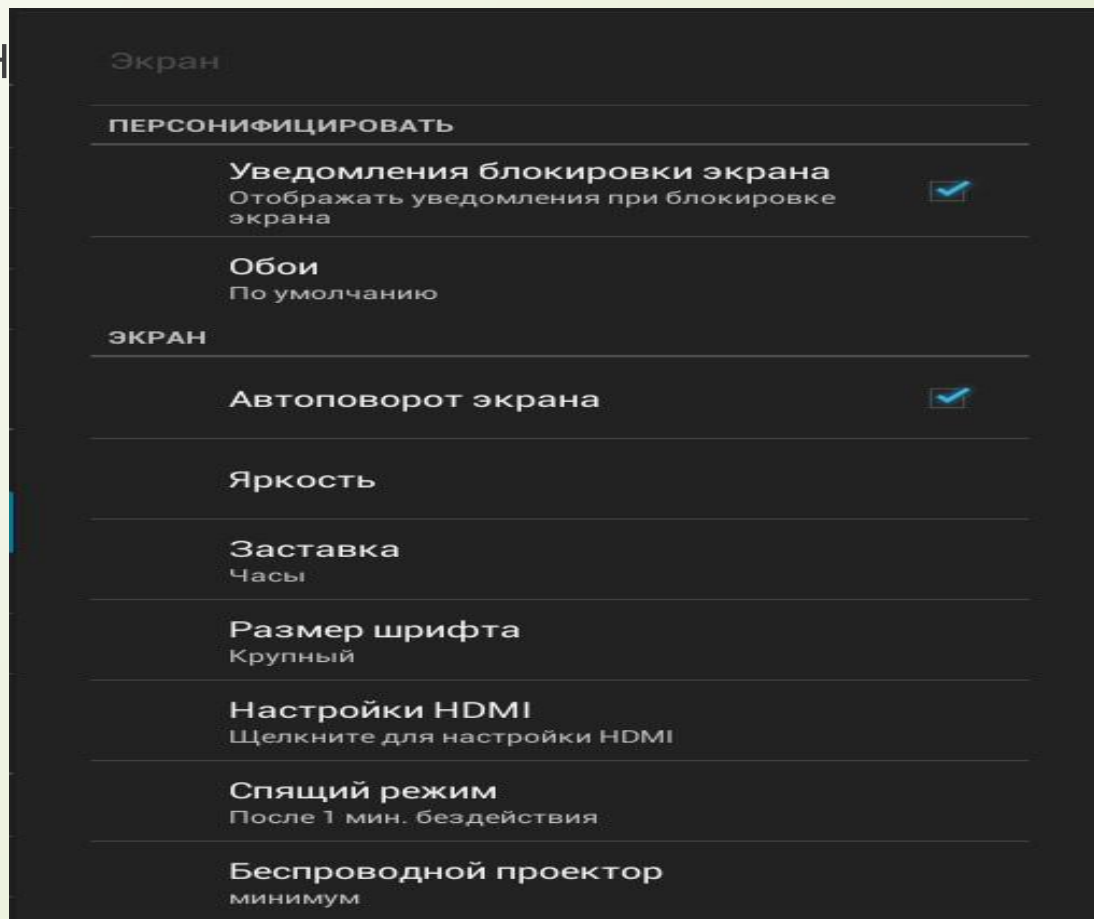 Экран
ПЕРСОНИФИЦИРОВАТЬ
Уведомления блокировки экрана
Отображать уведомления при блокировке
экрана
Обои
По умолчанию
ЭКРАН
Автоповорот экрана
Яркость
Заставка
Часы
Размер шрифта
Крупный
Настройки HDMI
Щелкните для настройки HDMI
Спящий режим
После 1 мин. бездействия
Беспроводной проектор
минимум